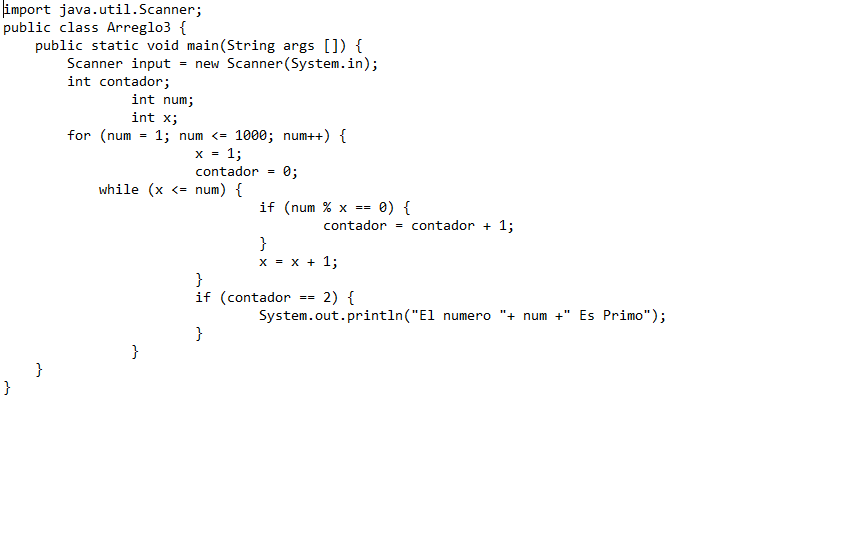 import java.util.Scanner;
public class Arreglo3 {
    public static void main(String args []) {
        Scanner input = new Scanner(System.in);
        int contador;
                int num;
                int x;
        for (num = 1; num <= 1000; num++) {
                        x = 1;
                        contador = 0;
            while (x <= num) {
                                if (num % x == 0) {
                                        contador = contador + 1;
                                }
                                x = x + 1;
                        }
                        if (contador == 2) {
                                System.out.println("El numero "+ num +" Es Primo");
                        }
                }
    }
}